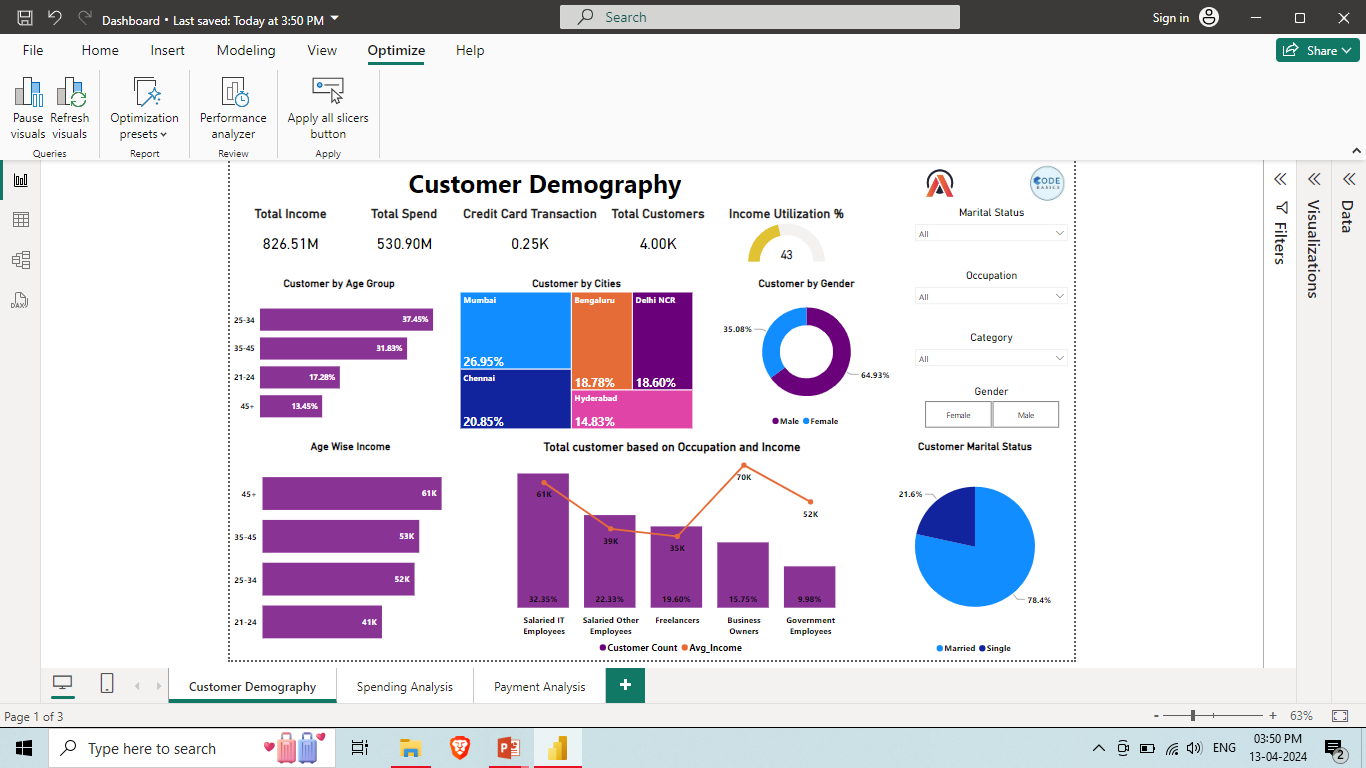 Dashboard • Last saved: Today at 3:50 PM
Search
Sign in
File Home Insert Modeling View Optimize Help
Share
Pause visuals
Refresh visuals
Optimization presets
Performance analyzer
Apply all slicers button
Queries
Report
Review
Apply
Customer Demography
CODE
BASICS
Total Income
826.51M
Total Spend
530.90M
Credit Card Transaction
0.25K
Total Customers
4.00K
Income Utilization %
43
Marital Status
All
Occupation
All
Category
All
Gender
Female
Male
Customer by Age Group
25-34 37.45%
35-45 31.83%
21-24 17.28%
45+ 13.45%
Customer by Cities
Mumbai
26.95%
Chennai
20.85%
Bengaluru
18.78%
Delhi NCR
18.60%
Hyderabad
14.83%
Customer by Gender
35.08%
64.93%
Male Female
Age Wise Income
45+ 61K
35-45 53K
25-34 52K
21-24 41K
Total customer based on Occupation and Income
61K
39K
35K
70K
52K
32.35%
22.33%
19.60%
15.75%
9.98%
Salaried IT Employees
Salaried Other Employees
Freelancers
Business Owners
Government Employees
Customer Count Avg_Income
Customer Marital Status
21.6%
78.4%
Married Single
Filters
Visualizations
Data
DAX
Customer Demography
Spending Analysis
Payment Analysis
+
Page 1 of 3
- + 63%
Type here to search
ENG
03:50 PM
13-04-2024
2